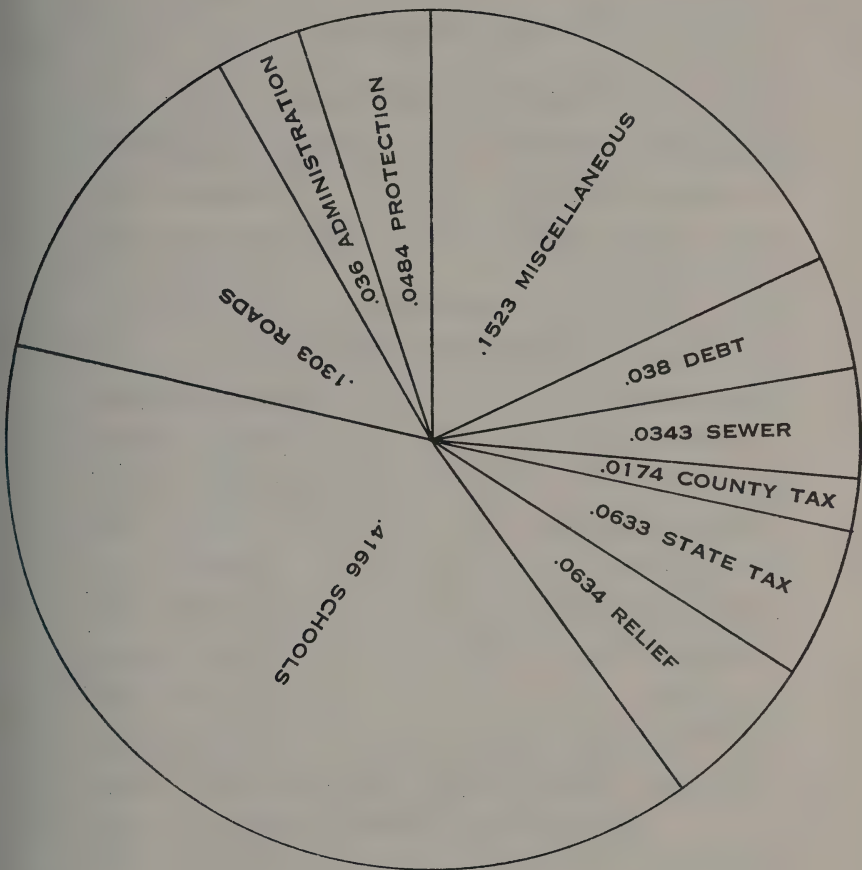 .1523 MISCELLANEOUS
.038 DEBT
.0343 SEWER
.0174 COUNTY TAX
.0633 STATE TAX
.0634 RELIEF
.4166 SCHOOLS
.1303 ROADS
.036 ADMINISTRATION
.0484 PROTECTION